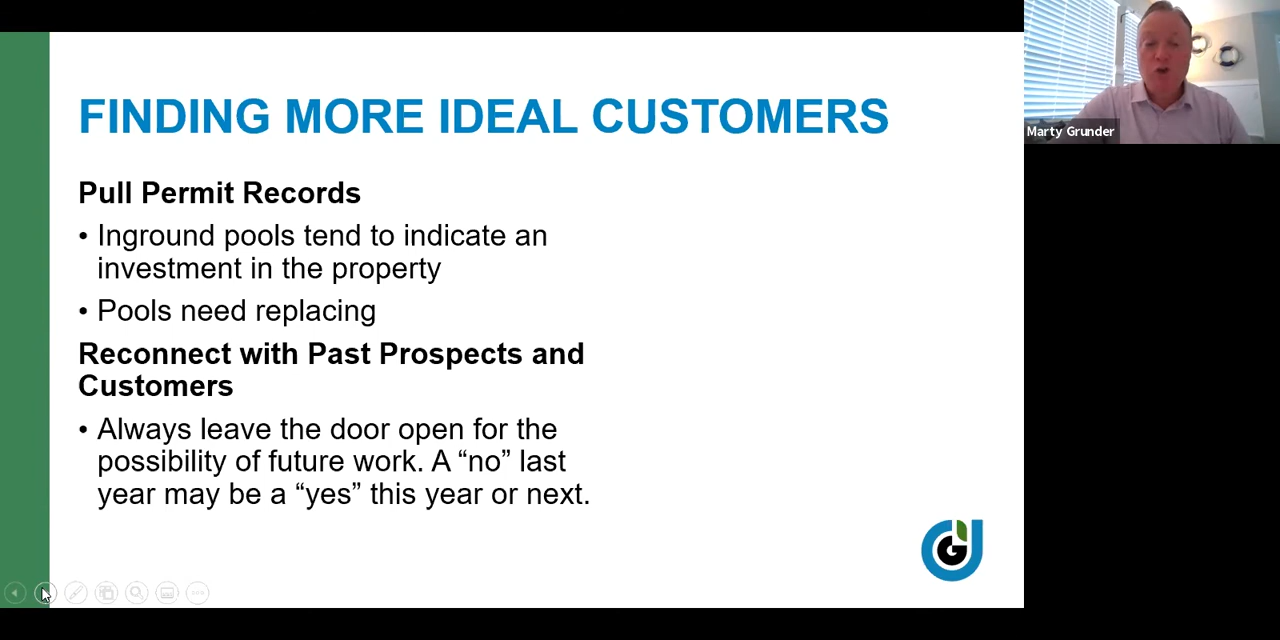 FINDING MORE IDEAL CUSTOMERS
Pull Permit Records
• Inground pools tend to indicate an
investment in the property
• Pools need replacing
Reconnect with Past Prospects and
Customers
• Always leave the door open for the
possibility of future work. A “no” last
year may be a “yes” this year or next.
G
Marty Grunder